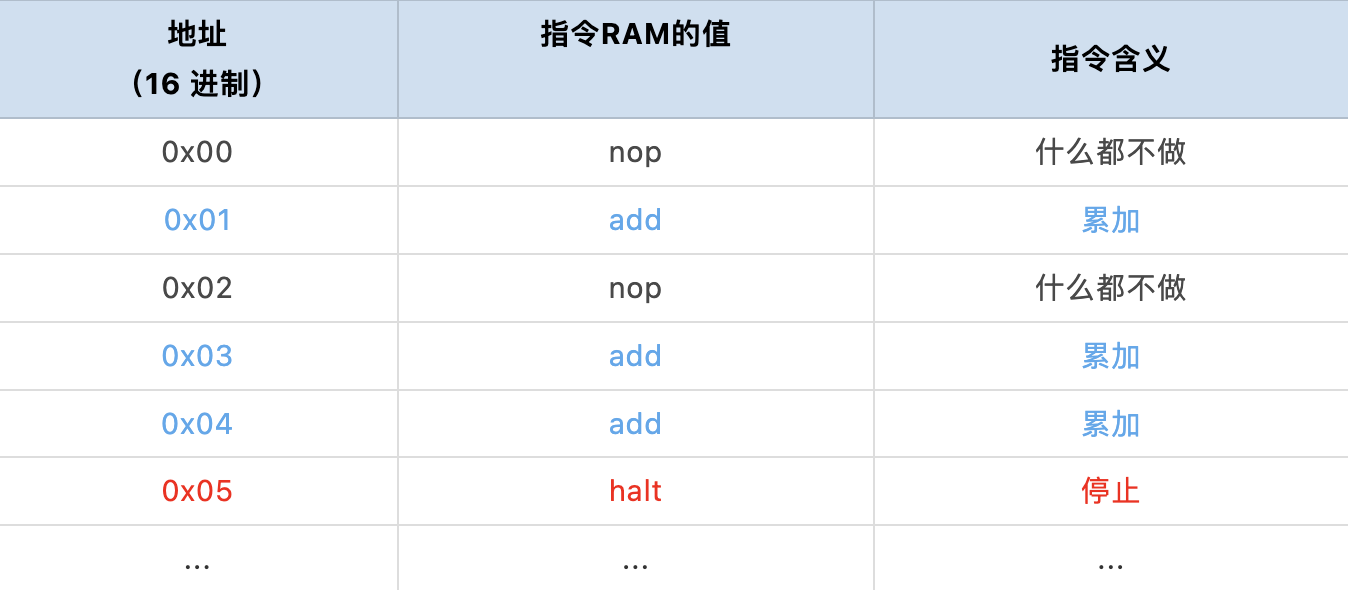 地址
（16 进制）
指令RAM的值
指令含义
0x00 nop 什么都不做
0x01 add 累加
0x02 nop 什么都不做
0x03 add 累加
0x04 add 累加
0x05 halt 停止
... ... ...